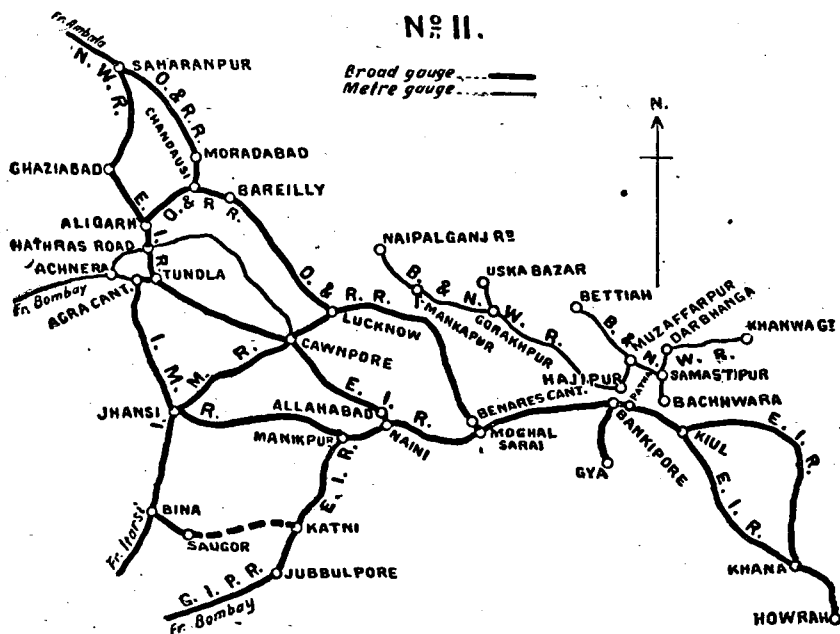 No II.
Broad gauge
Metre gauge
N.
Fr. Ambala
SAHARANPUR
N. W. R.
O. & R. R.
CHANDAUSI
MORADABAD
GHAZIABAD
BAREILLY
E. I. R.
O. & R R.
ALIGARH
HATHRAS ROAD
ACHNERA
TUNDLA
Fr. Bombay
AGRA CANT.
NAIPALGANJ RD
USKA BAZAR
B. & N. W. R.
MANKAPUR
GORAKHPUR
BETTIAH
B. & N. W. R.
MUZAFFARPUR
DARBHANGA
KHANWA GT
SAMASTIPUR
BACHNWARA
HAJIPUR
PATNA
O. & R. R.
LUCKNOW
CAWNPORE
I. M. R.
I. M. R.
E. I. R.
JHANSI
ALLAHABAD
BENARES CANT.
MANIKPUR
NAINI
MOGHAL
SARAI
BANKIPORE
GYA
KIUL
E. I. R.
E. I. R.
E. I. R.
BINA
Fr. Itarsi
SAUGOR
KATNI
JUBBULPORE
G. I. P. R.
Fr. Bombay
KHANA
HOWRAH